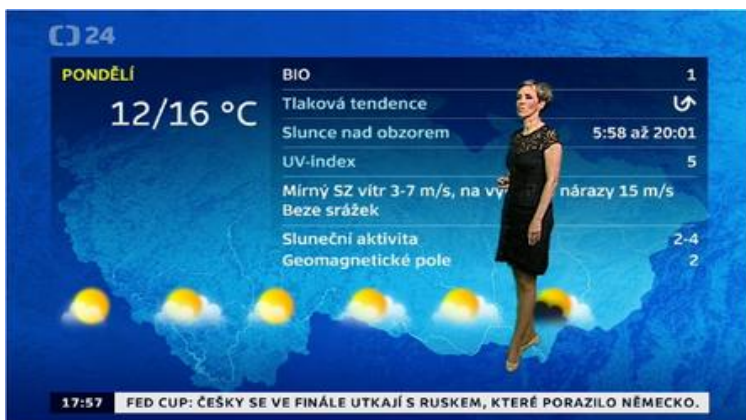 24
PONDĚLÍ
12/16 °C
BIO 1
Tlaková tendence
Slunce nad obzorem 5:58 až 20:01
UV-index 5
Mírný SZ vítr 3-7 m/s, na nárazy 15 m/s
Beze srážek
Sluneční aktivita 2-4
Geomagnetické pole 2
17:57 FED CUP: ČEŠKY SE VE FINÁLE UTKAJÍ S RUSKEM, KTERÉ PORAZILO NĚMECKO.